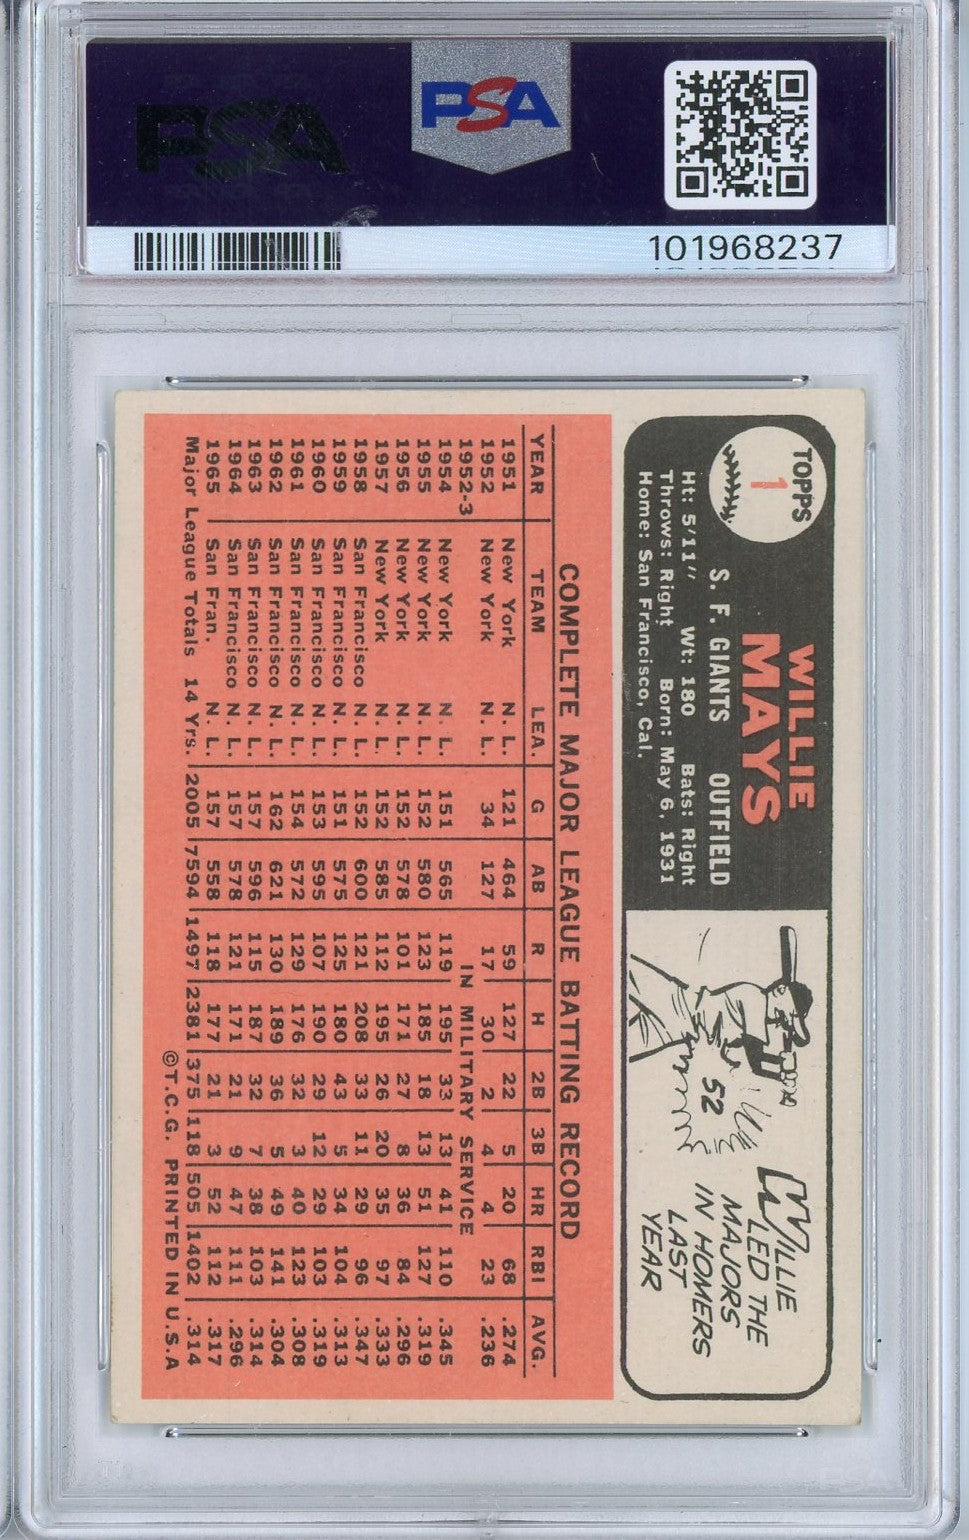 PSA
PSA
101968237
TOPPS
1
WILLIE
MAYS
S. F. GIANTS OUTFIELD
Ht: 5'11" Wt: 180 Bats: Right
Throws: Right Born: May 6, 1931
Home: San Francisco, Cal.
52
WILLIE
LED THE
MAJORS
IN HOMERS
LAST
YEAR
COMPLETE MAJOR LEAGUE BATTING RECORD
YEAR TEAM LEA. G AB R H 2B 3B HR RBI AVG.
1951 New York N. L. 121 464 59 127 22 5 20 68 .274
1952 New York N. L. 34 127 17 30 2 4 4 23 .236
1952-3 IN MILITARY SERVICE
1954 New York N. L. 151 565 119 195 33 13 41 110 .345
1955 New York N. L. 152 580 123 185 18 13 51 127 .319
1956 New York N. L. 152 578 101 171 27 8 36 84 .296
1957 New York N. L. 152 585 112 195 26 20 35 97 .333
1958 San Francisco N. L. 152 600 121 208 33 11 29 96 .347
1959 San Francisco N. L. 151 575 125 180 43 5 34 104 .313
1960 San Francisco N. L. 153 595 107 190 29 12 29 103 .319
1961 San Francisco N. L. 154 572 129 176 32 3 40 123 .308
1962 San Francisco N. L. 162 621 130 189 36 5 49 141 .304
1963 San Francisco N. L. 157 596 115 187 32 7 38 103 .314
1964 San Francisco N. L. 157 578 121 171 21 9 47 111 .296
1965 San Fran. N. L. 157 558 118 177 21 3 52 112 .317
Major League Totals 14 Yrs. 2005 7594 1497 2381 375 118 505 1402 .314
©T.C.G. PRINTED IN U.S.A